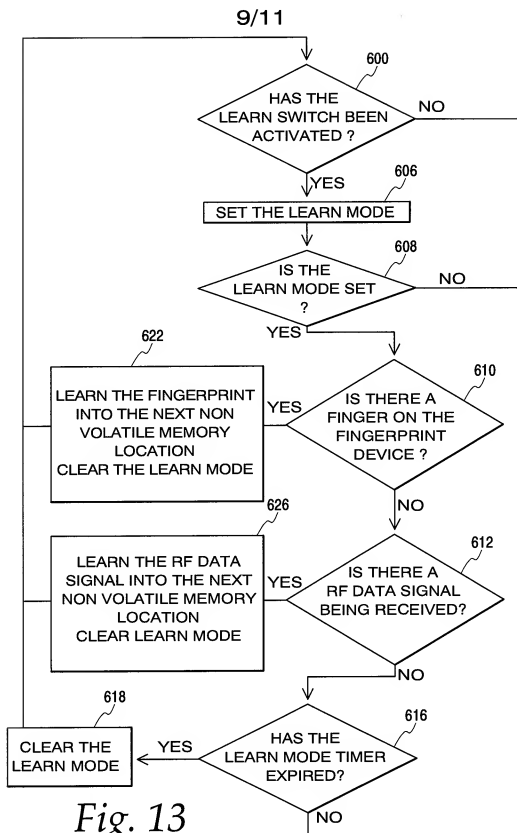 9/11
600
HAS THE
LEARN SWITCH BEEN
ACTIVATED ?
NO
YES
606
SET THE LEARN MODE
608
IS THE
LEARN MODE SET
?
NO
YES
622
LEARN THE FINGERPRINT
INTO THE NEXT NON
VOLATILE MEMORY
LOCATION
CLEAR THE LEARN MODE
YES
610
IS THERE A
FINGER ON THE
FINGERPRINT
DEVICE ?
NO
626
LEARN THE RF DATA
SIGNAL INTO THE NEXT
NON VOLATILE MEMORY
LOCATION
CLEAR LEARN MODE
YES
612
IS THERE A
RF DATA SIGNAL
BEING RECEIVED?
NO
618
CLEAR THE
LEARN MODE
YES
616
HAS THE
LEARN MODE TIMER
EXPIRED?
NO
Fig. 13